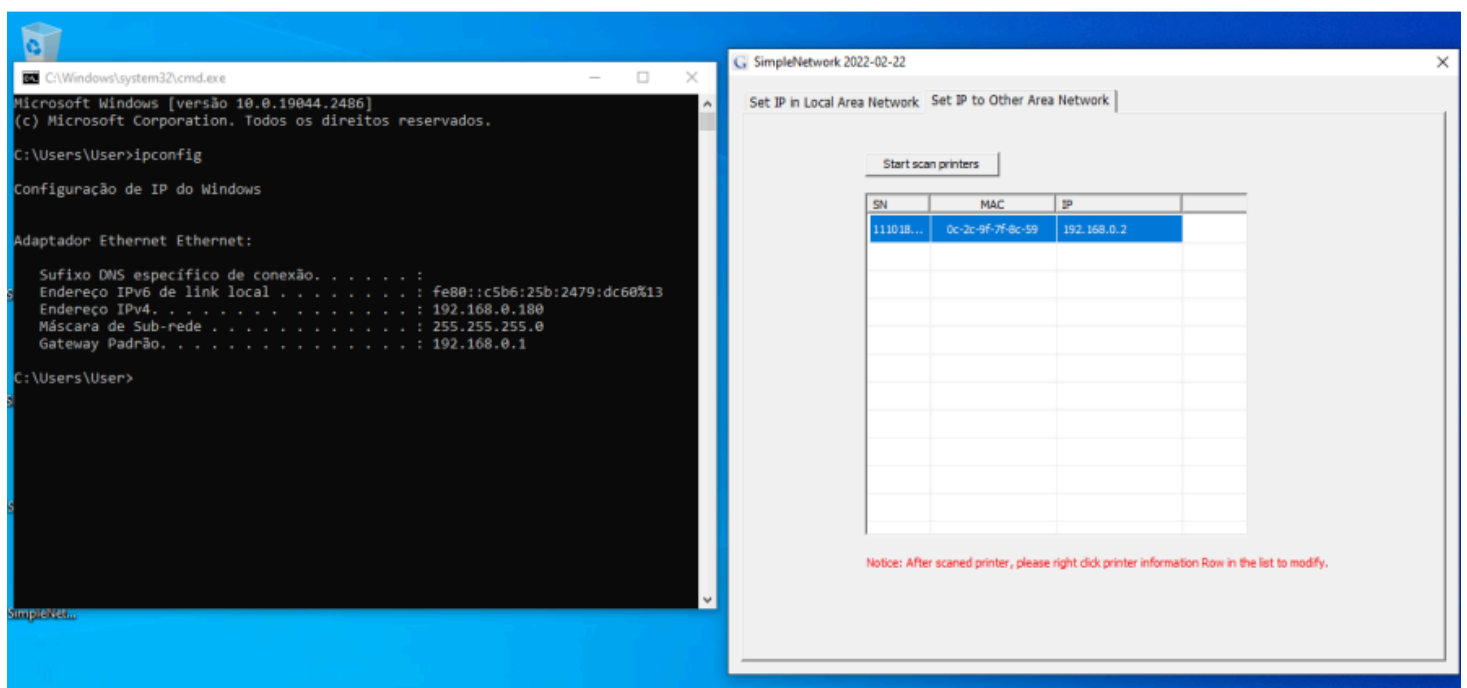 C:\Windows\system32\cmd.exe
Microsoft Windows [versão 10.0.19044.2486]
(c) Microsoft Corporation. Todos os direitos reservados.
C:\Users\User>ipconfig
Configuração de IP do Windows
Adaptador Ethernet Ethernet:
Sufixo DNS específico de conexão. . . . . . :
Endereço IPv6 de link local . . . . . . . . : fe80::c5b6:25b:2479:dc60%13
Endereço IPv4. . . . . . . . . . . . . . . : 192.168.0.180
Máscara de Sub-rede . . . . . . . . . . . . : 255.255.255.0
Gateway Padrão. . . . . . . . . . . . . . . : 192.168.0.1
C:\Users\User>
SimpleNet...
SimpleNetwork 2022-02-22
Set IP in Local Area Network Set IP to Other Area Network
Start scan printers
SN MAC IP
111018... 0c-2c-9f-7f-8c-59 192.168.0.2
Notice: After scaned printer, please right click printer information Row in the list to modify.